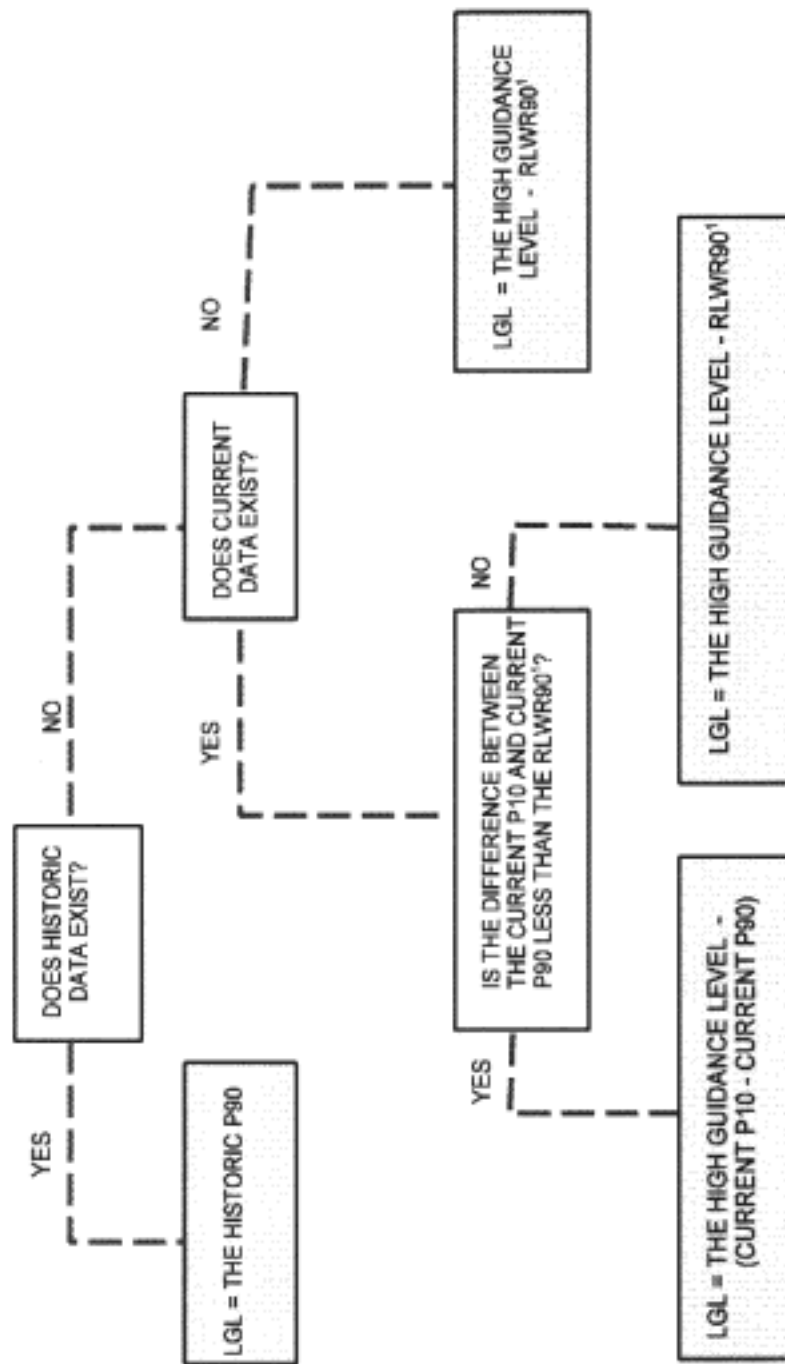 DOES HISTORIC
DATA EXIST?
YES
NO
LGL = THE HISTORIC P90
DOES CURRENT
DATA EXIST?
YES
NO
IS THE DIFFERENCE BETWEEN
THE CURRENT P10 AND CURRENT
P90 LESS THAN THE RLWR90¹?
LGL = THE HIGH GUIDANCE
LEVEL - RLWR90¹
YES
NO
LGL = THE HIGH GUIDANCE LEVEL -
(CURRENT P10 - CURRENT P90)
LGL = THE HIGH GUIDANCE LEVEL - RLWR90¹